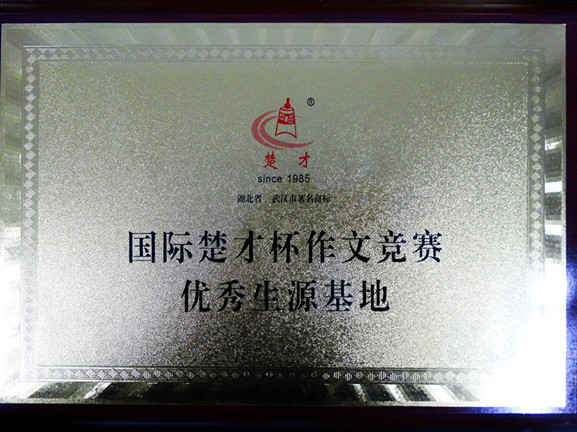 ®
楚才
since 1985
湖北省、武汉市著名商标
国际楚才杯作文竞赛
优秀生源基地